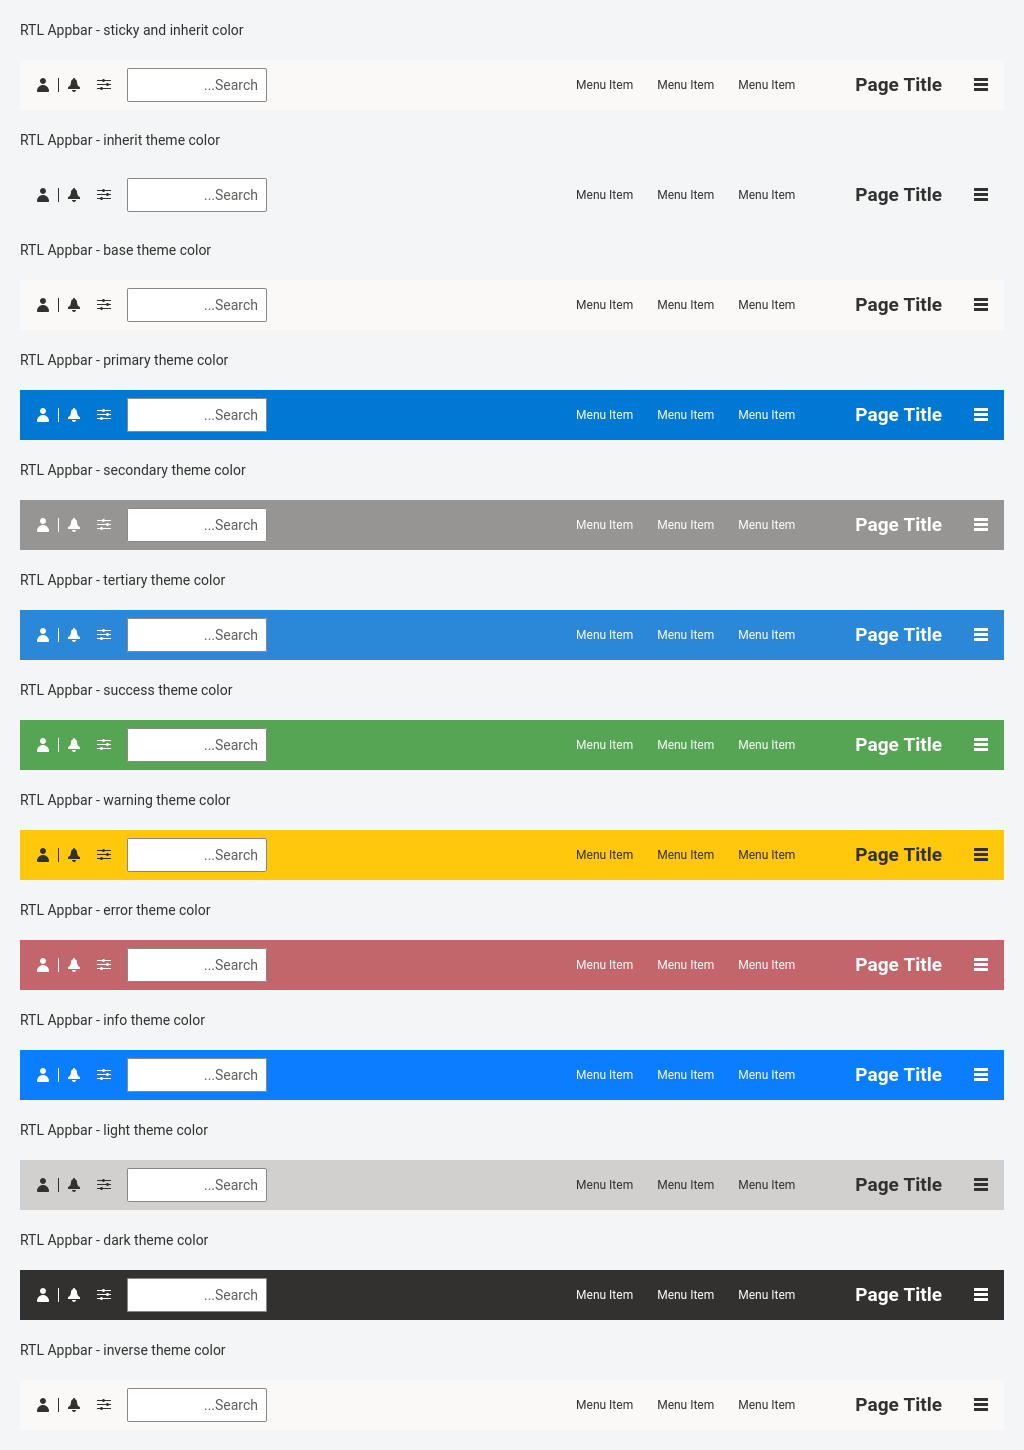 RTL Appbar - sticky and inherit color
...Search Menu Item Menu Item Menu Item Page Title
RTL Appbar - inherit theme color
...Search Menu Item Menu Item Menu Item Page Title
RTL Appbar - base theme color
...Search Menu Item Menu Item Menu Item Page Title
RTL Appbar - primary theme color
...Search Menu Item Menu Item Menu Item Page Title
RTL Appbar - secondary theme color
...Search Menu Item Menu Item Menu Item Page Title
RTL Appbar - tertiary theme color
...Search Menu Item Menu Item Menu Item Page Title
RTL Appbar - success theme color
...Search Menu Item Menu Item Menu Item Page Title
RTL Appbar - warning theme color
...Search Menu Item Menu Item Menu Item Page Title
RTL Appbar - error theme color
...Search Menu Item Menu Item Menu Item Page Title
RTL Appbar - info theme color
...Search Menu Item Menu Item Menu Item Page Title
RTL Appbar - light theme color
...Search Menu Item Menu Item Menu Item Page Title
RTL Appbar - dark theme color
...Search Menu Item Menu Item Menu Item Page Title
RTL Appbar - inverse theme color
...Search Menu Item Menu Item Menu Item Page Title